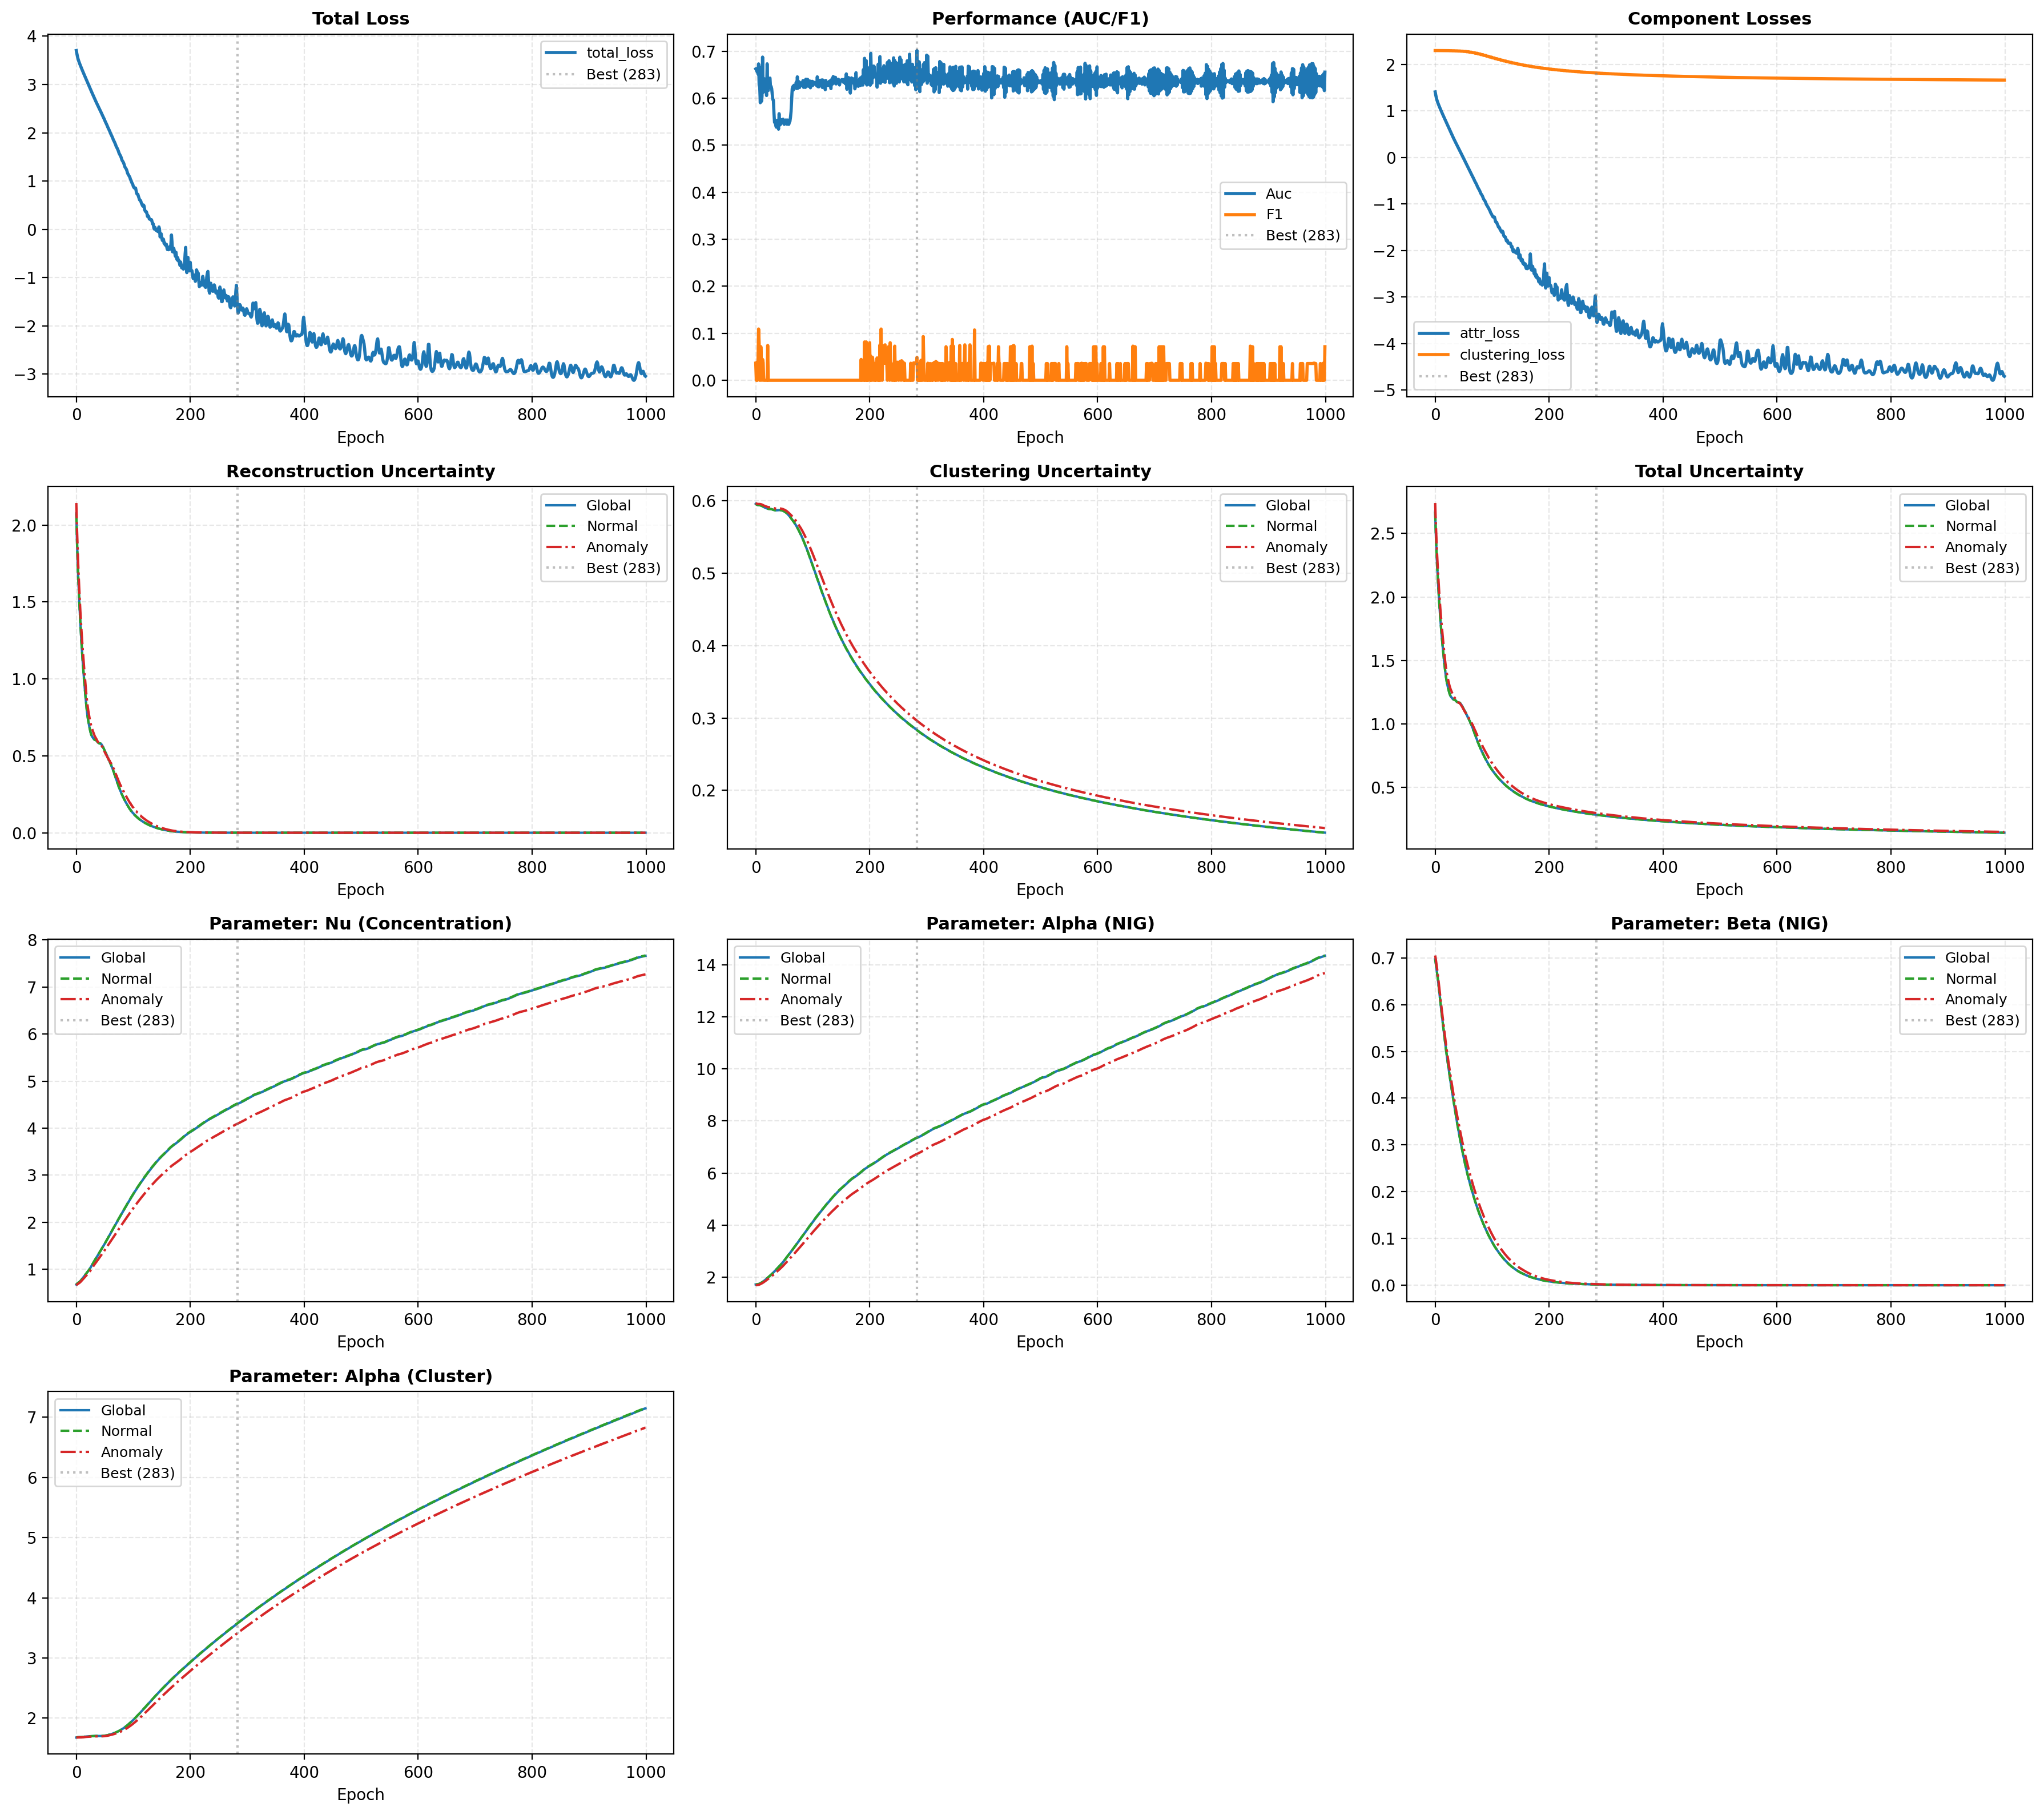 Total Loss
4
3
2
1
0
−1
−2
−3
0
200
400
600
800
1000
Epoch
total_loss
Best (283)
Performance (AUC/F1)
0.7
0.6
0.5
0.4
0.3
0.2
0.1
0.0
0
200
400
600
800
1000
Epoch
Auc
F1
Best (283)
Component Losses
2
1
0
−1
−2
−3
−4
−5
0
200
400
600
800
1000
Epoch
attr_loss
clustering_loss
Best (283)
Reconstruction Uncertainty
2.0
1.5
1.0
0.5
0.0
0
200
400
600
800
1000
Epoch
Global
Normal
Anomaly
Best (283)
Clustering Uncertainty
0.6
0.5
0.4
0.3
0.2
0
200
400
600
800
1000
Epoch
Global
Normal
Anomaly
Best (283)
Total Uncertainty
2.5
2.0
1.5
1.0
0.5
0
200
400
600
800
1000
Epoch
Global
Normal
Anomaly
Best (283)
Parameter: Nu (Concentration)
8
7
6
5
4
3
2
1
0
200
400
600
800
1000
Epoch
Global
Normal
Anomaly
Best (283)
Parameter: Alpha (NIG)
14
12
10
8
6
4
2
0
200
400
600
800
1000
Epoch
Global
Normal
Anomaly
Best (283)
Parameter: Beta (NIG)
0.7
0.6
0.5
0.4
0.3
0.2
0.1
0.0
0
200
400
600
800
1000
Epoch
Global
Normal
Anomaly
Best (283)
Parameter: Alpha (Cluster)
7
6
5
4
3
2
0
200
400
600
800
1000
Epoch
Global
Normal
Anomaly
Best (283)